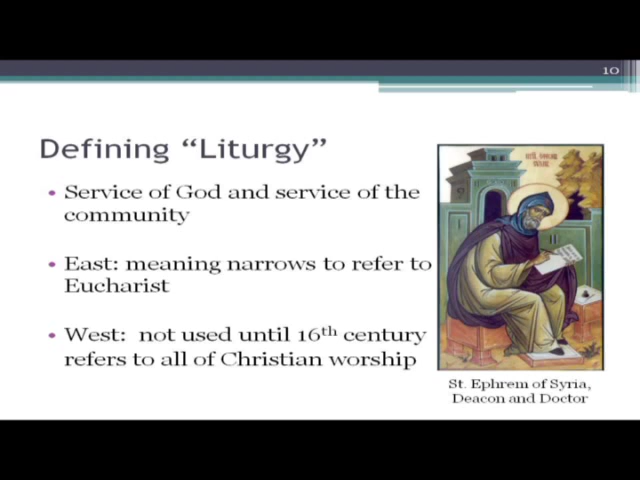 10
Defining “Liturgy”
• Service of God and service of the
community
• East: meaning narrows to refer to
Eucharist
• West: not used until 16th century
refers to all of Christian worship
St. Ephrem of Syria,
Deacon and Doctor